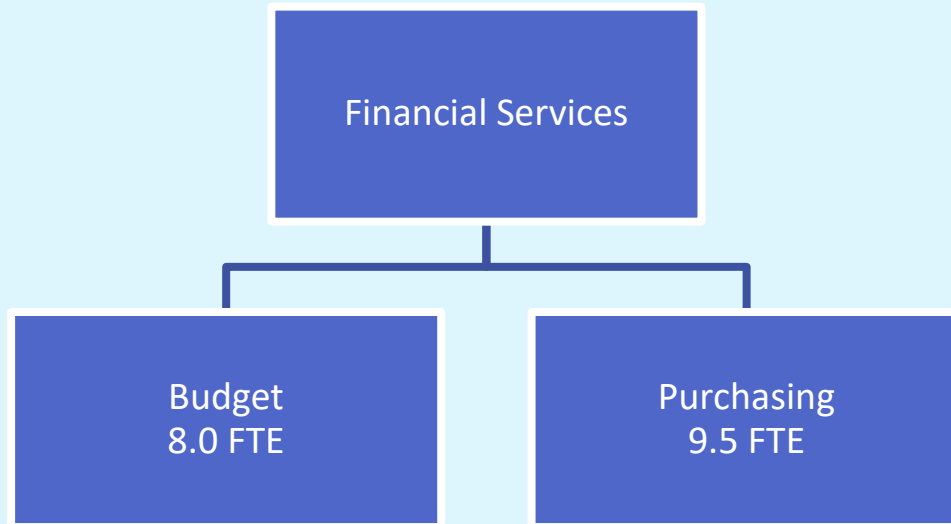 Financial Services
Budget
8.0 FTE
Purchasing
9.5 FTE